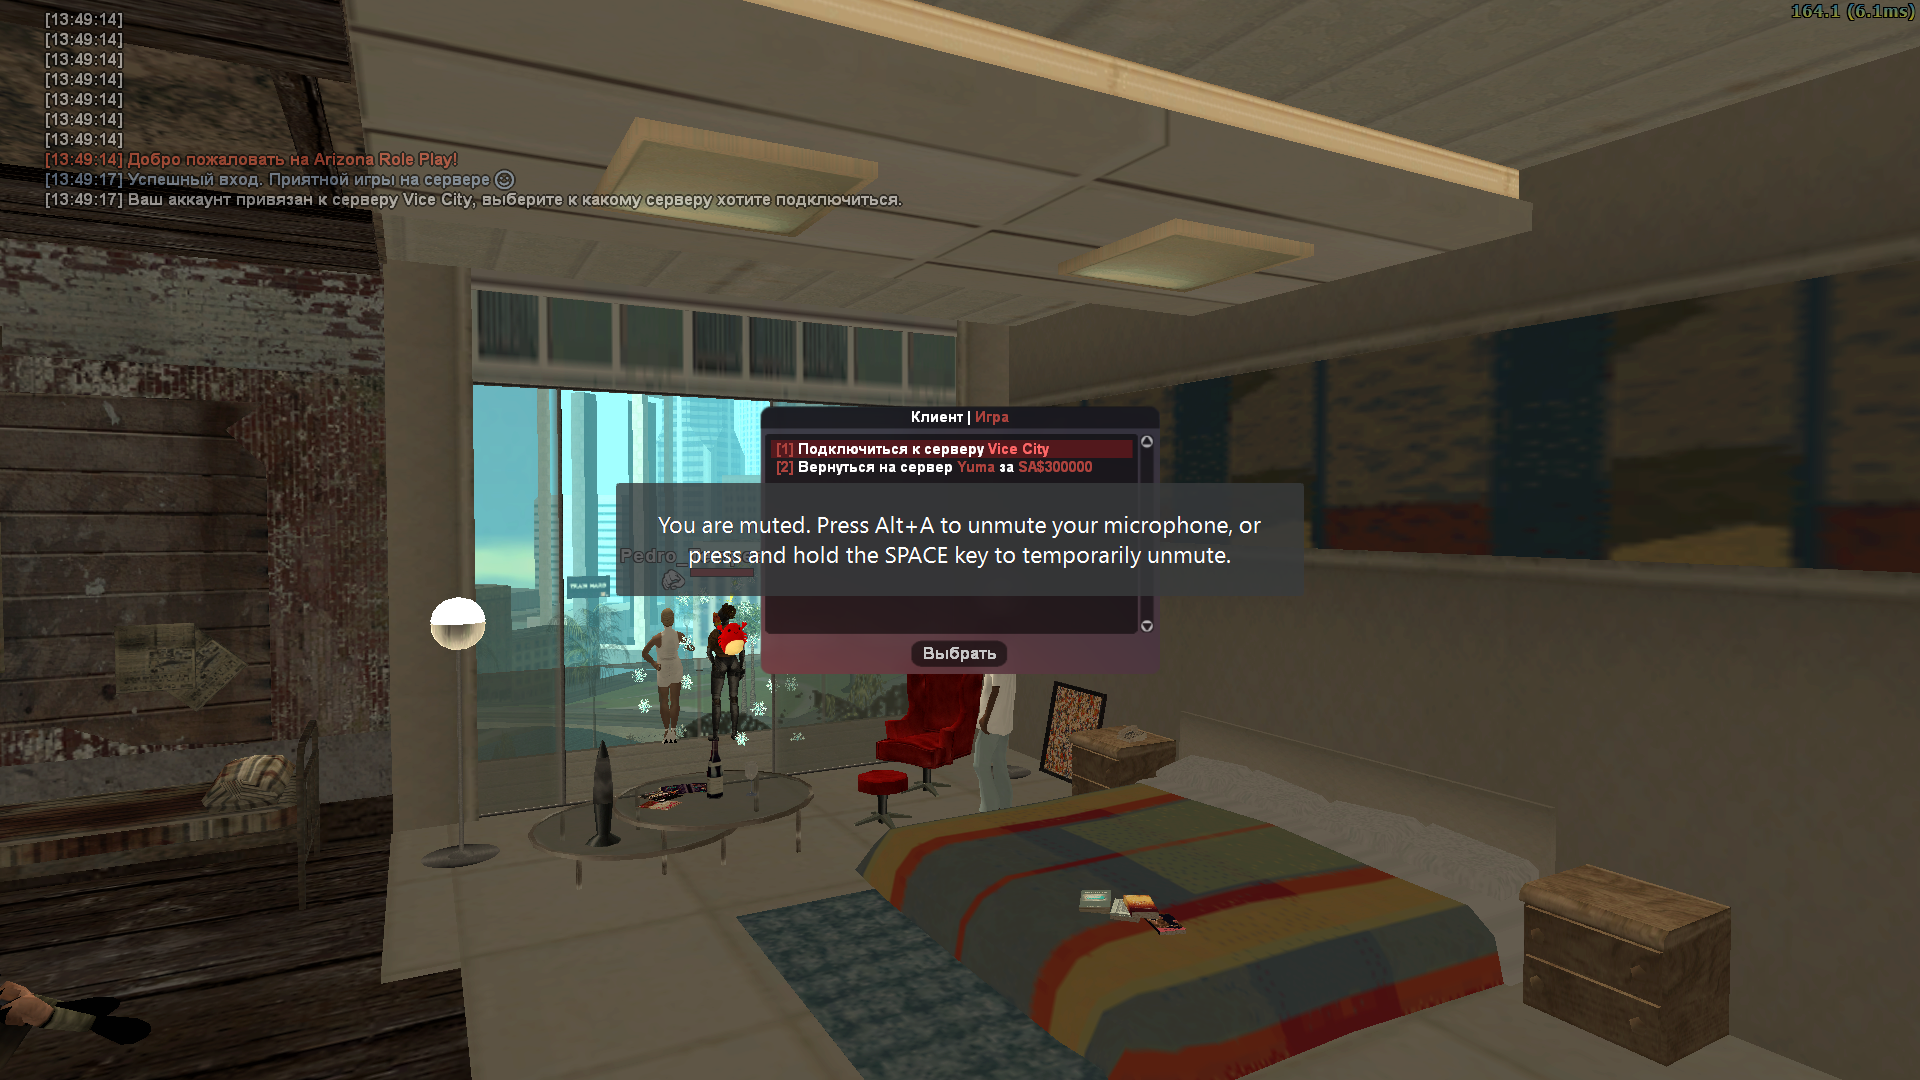 164.1 (6.1ms)
[13:49:14]
[13:49:14]
[13:49:14]
[13:49:14]
[13:49:14]
[13:49:14]
[13:49:14]
[13:49:14] Добро пожаловать на Arizona Role Play!
[13:49:17] Успешный вход. Приятной игры на сервере
[13:49:17] Ваш аккаунт привязан к серверу Vice City, выберите к какому серверу хотите подключиться.
Клиент | Игра
[1] Подключиться к серверу Vice City
[2] Вернуться на сервер Yuma за SA$300000
You are muted. Press Alt+A to unmute your microphone, or
press and hold the SPACE key to temporarily unmute.
Выбрать